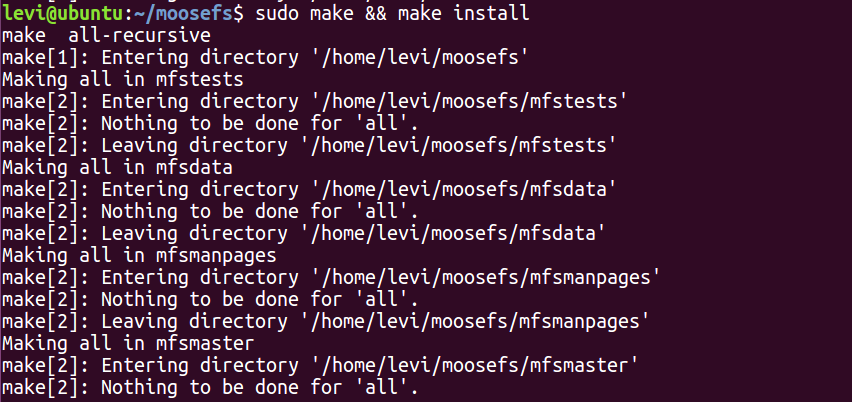 levi@ubuntu:~/moosefs$ sudo make && make install
make  all-recursive
make[1]: Entering directory '/home/levi/moosefs'
Making all in mfstests
make[2]: Entering directory '/home/levi/moosefs/mfstests'
make[2]: Nothing to be done for 'all'.
make[2]: Leaving directory '/home/levi/moosefs/mfstests'
Making all in mfsdata
make[2]: Entering directory '/home/levi/moosefs/mfsdata'
make[2]: Nothing to be done for 'all'.
make[2]: Leaving directory '/home/levi/moosefs/mfsdata'
Making all in mfsmanpages
make[2]: Entering directory '/home/levi/moosefs/mfsmanpages'
make[2]: Nothing to be done for 'all'.
make[2]: Leaving directory '/home/levi/moosefs/mfsmanpages'
Making all in mfsmaster
make[2]: Entering directory '/home/levi/moosefs/mfsmaster'
make[2]: Nothing to be done for 'all'.